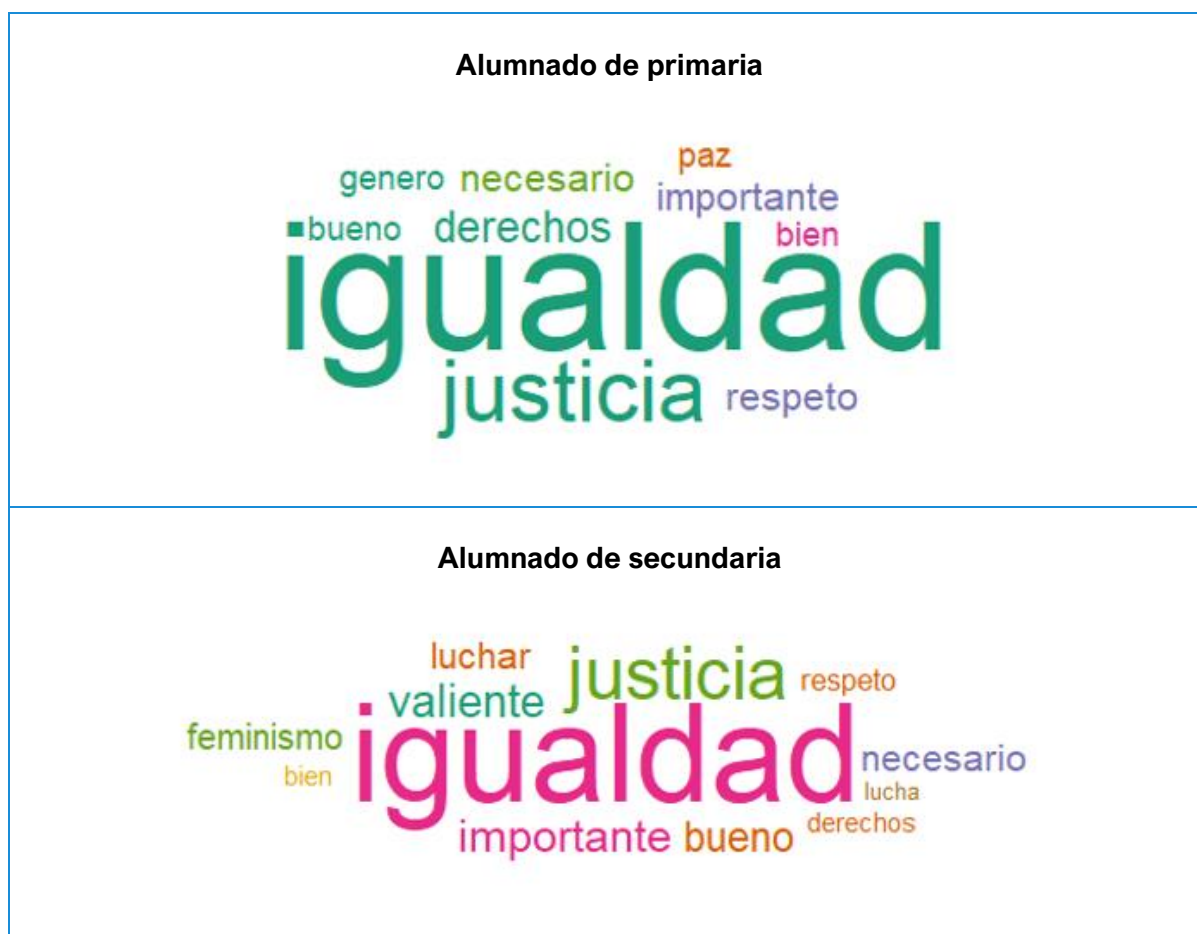 Alumnado de primaria
paz
genero necesario importante
bueno derechos bien
igualdad
justicia respeto
Alumnado de secundaria
luchar justicia respeto
valiente
feminismo igualdad necesario
bien lucha
importante bueno derechos